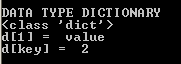 DATA TYPE DICTIONARY
<class 'dict'>
d[1] =  value
d[key] =  2